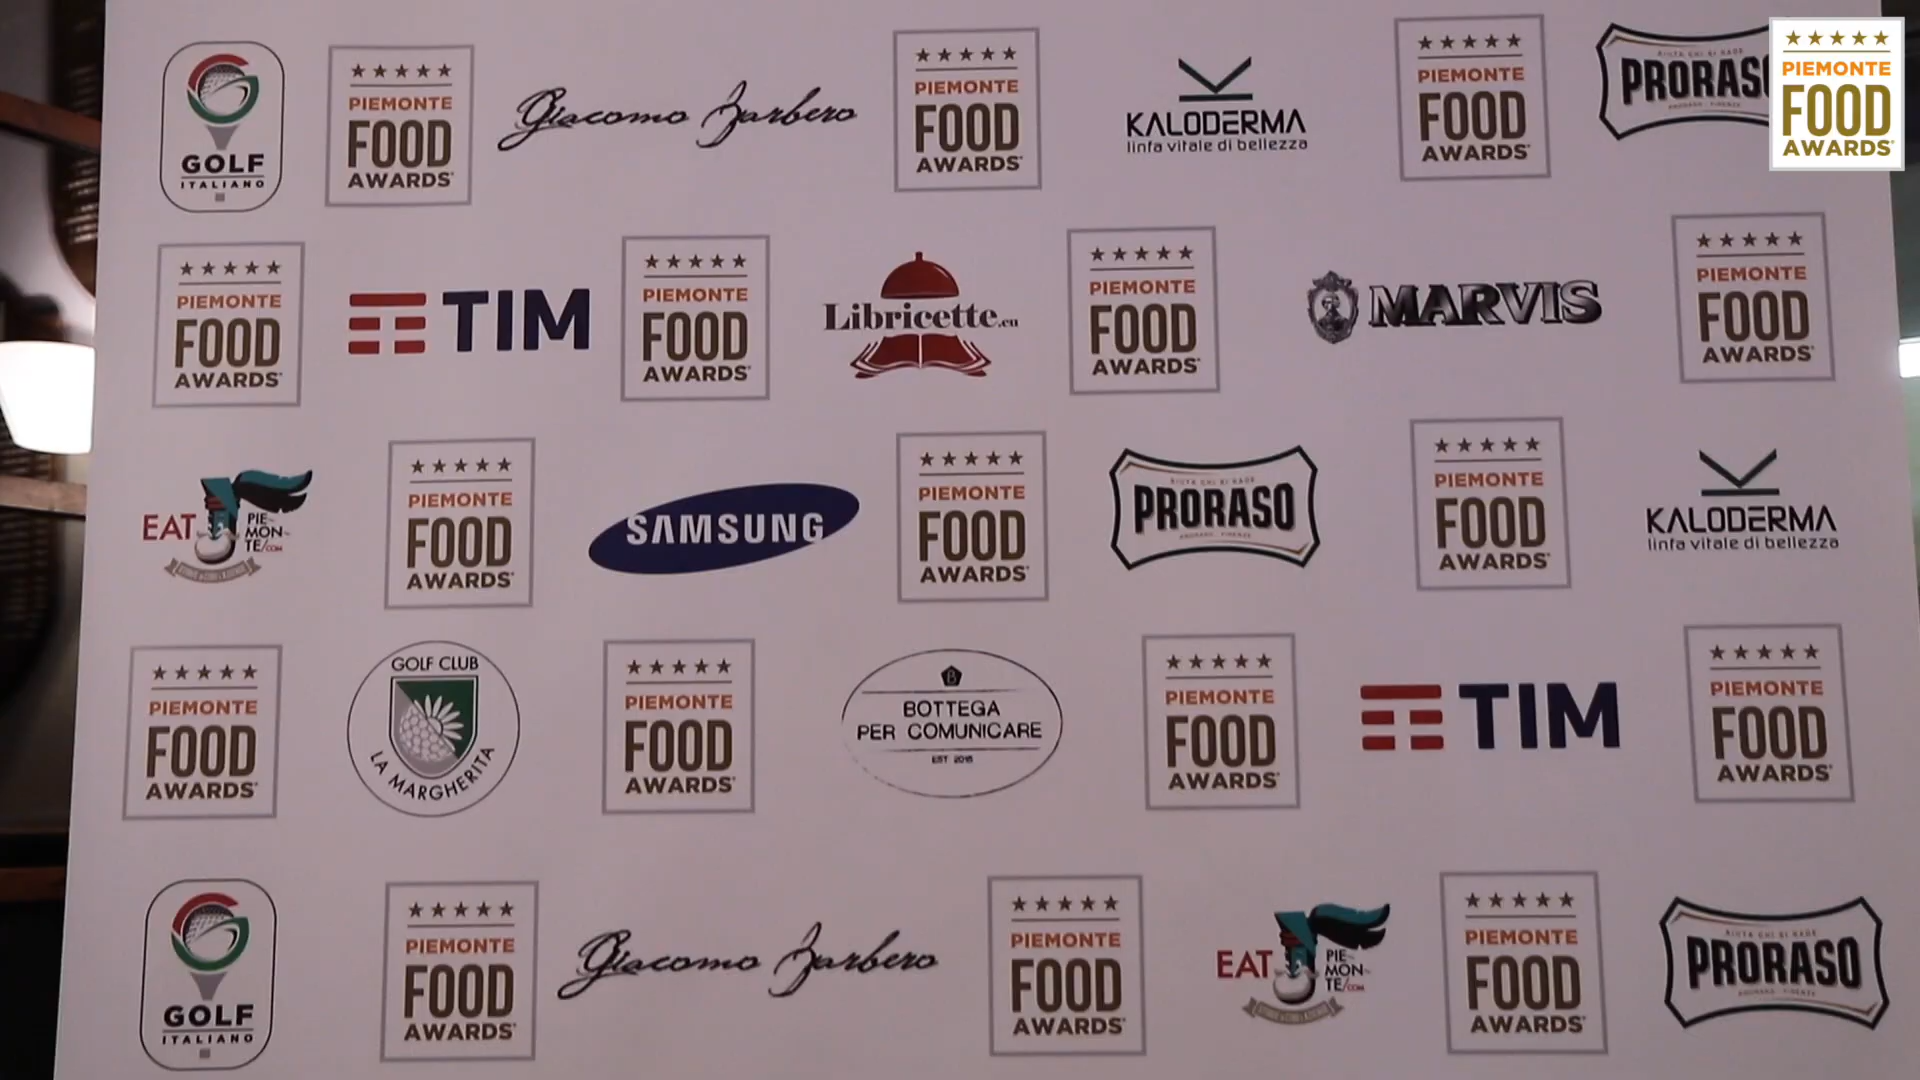 GOLF
ITALIANO
PIEMONTE
FOOD
AWARDS
Giacomo Barbero
PIEMONTE
FOOD
AWARDS
KALODERMA
linfa vitale di bellezza
PIEMONTE
FOOD
AWARDS
PRORASO
PIEMONTE
FOOD
AWARDS
PIEMONTE
FOOD
AWARDS
TIM
PIEMONTE
FOOD
AWARDS
Libricette.eu
PIEMONTE
FOOD
AWARDS
MARVIS
PIEMONTE
FOOD
AWARDS
EAT
PIE-
MON-
TE/.COM
PIEMONTE
FOOD
AWARDS
SAMSUNG
PIEMONTE
FOOD
AWARDS
PRORASO
PIEMONTE
FOOD
AWARDS
KALODERMA
linfa vitale di bellezza
PIEMONTE
FOOD
AWARDS
GOLF CLUB
LA MARGHERITA
PIEMONTE
FOOD
AWARDS
B
BOTTEGA
PER COMUNICARE
EST 2015
PIEMONTE
FOOD
AWARDS
TIM
PIEMONTE
FOOD
AWARDS
GOLF
ITALIANO
PIEMONTE
FOOD
AWARDS
Giacomo Barbero
PIEMONTE
FOOD
AWARDS
EAT
PIE-
MON-
TE/.COM
PIEMONTE
FOOD
AWARDS
PRORASO